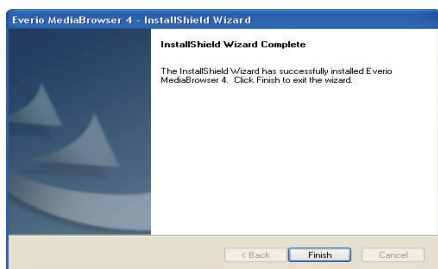 Everio MediaBrowser 4 - InstallShield Wizard
InstallShield Wizard Complete
The InstallShield Wizard has successfully installed Everio
MediaBrowser 4. Click Finish to exit the wizard.
< Back Finish Cancel